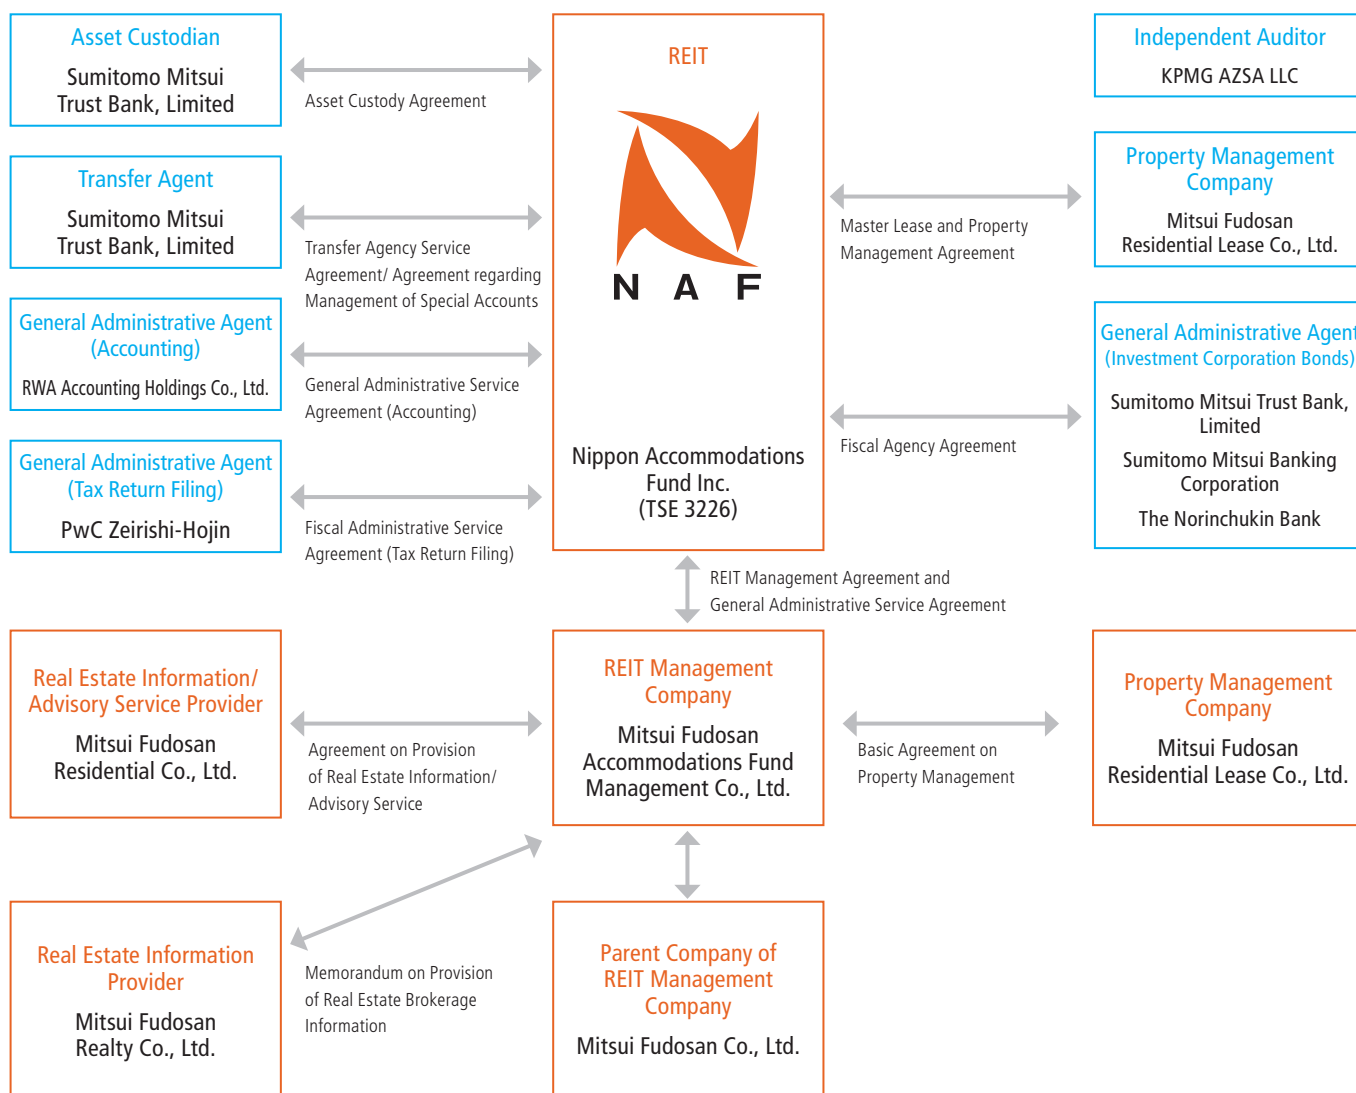 Asset Custodian
Sumitomo Mitsui
Trust Bank, Limited
Asset Custody Agreement
Transfer Agent
Sumitomo Mitsui
Trust Bank, Limited
Transfer Agency Service
Agreement/ Agreement regarding
Management of Special Accounts
General Administrative Agent
(Accounting)
RWA Accounting Holdings Co., Ltd.
General Administrative Service
Agreement (Accounting)
General Administrative Agent
(Tax Return Filing)
PwC Zeirishi-Hojin
Fiscal Administrative Service
Agreement (Tax Return Filing)
REIT
NAF
Nippon Accommodations
Fund Inc.
(TSE 3226)
Independent Auditor
KPMG AZSA LLC
Property Management
Company
Mitsui Fudosan
Residential Lease Co., Ltd.
Master Lease and Property
Management Agreement
General Administrative Agent
(Investment Corporation Bonds)
Sumitomo Mitsui Trust Bank,
Limited
Sumitomo Mitsui Banking
Corporation
The Norinchukin Bank
Fiscal Agency Agreement
REIT Management Agreement and
General Administrative Service Agreement
Real Estate Information/
Advisory Service Provider
Mitsui Fudosan
Residential Co., Ltd.
Agreement on Provision
of Real Estate Information/
Advisory Service
REIT Management
Company
Mitsui Fudosan
Accommodations Fund
Management Co., Ltd.
Basic Agreement on
Property Management
Property Management
Company
Mitsui Fudosan
Residential Lease Co., Ltd.
Real Estate Information
Provider
Mitsui Fudosan
Realty Co., Ltd.
Memorandum on Provision
of Real Estate Brokerage
Information
Parent Company of
REIT Management
Company
Mitsui Fudosan Co., Ltd.